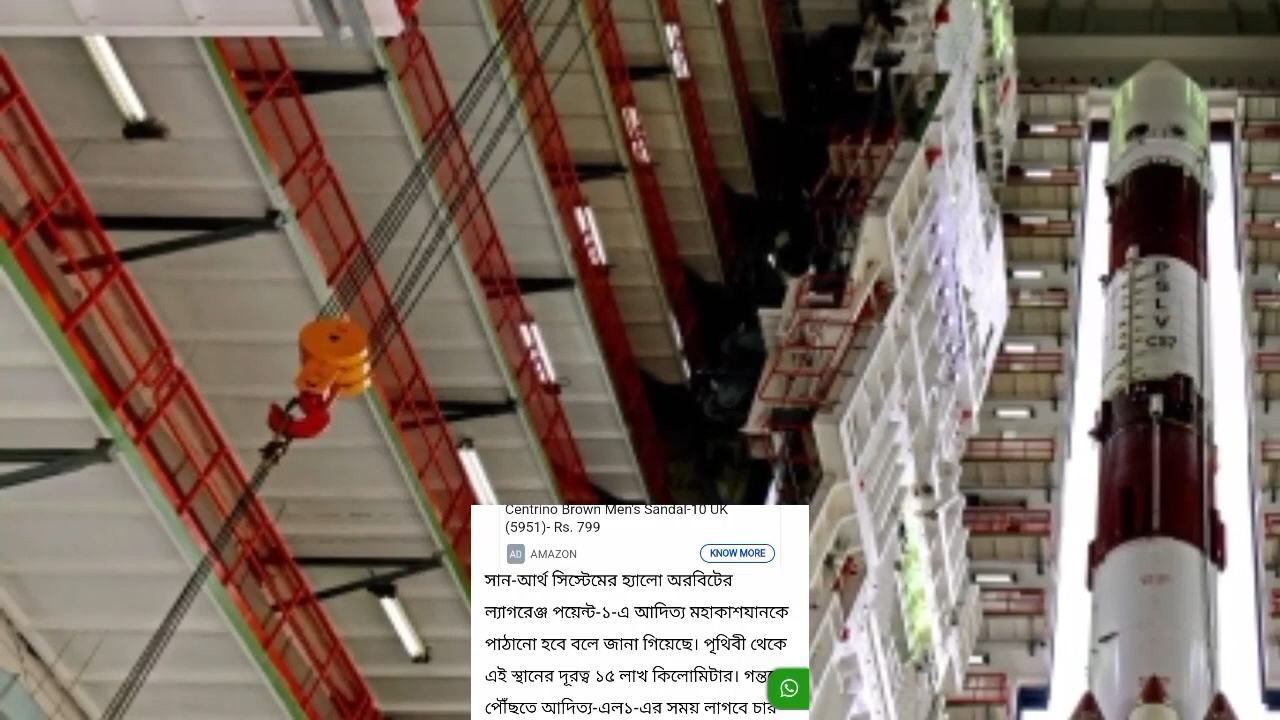 P
S
L
V
C57
Centrino Brown Men's Sandal-10 UK
(5951)- Rs. 799
AD AMAZON
KNOW MORE
সান-আর্থ সিস্টেমের হ্যালো অরবিটের
ল্যাগরেঞ্জ পয়েন্ট-১-এ আদিত্য মহাকাশযানকে
পাঠানো হবে বলে জানা গিয়েছে। পৃথিবী থেকে
এই স্থানের দূরত্ব ১৫ লাখ কিলোমিটার।
পৌঁছতে আদিত্য-এল১-এর সময় লাগবে চার